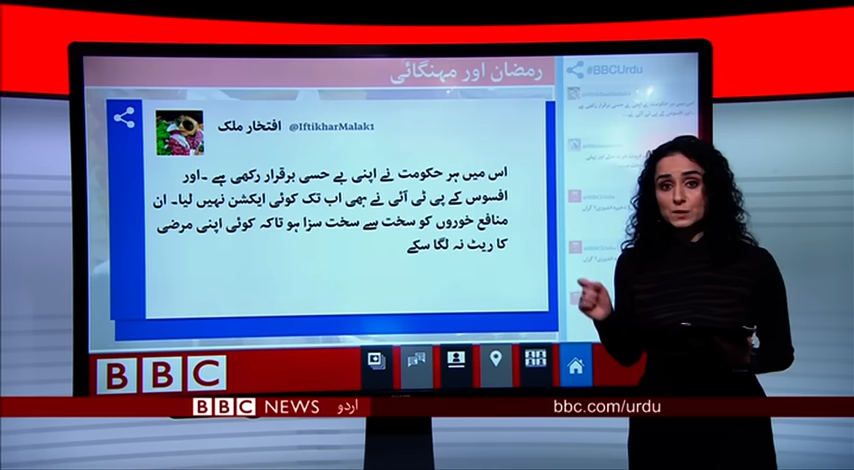 رمضان اور مہنگائی
#BBCUrdu
افتخار ملک @IftikharMalak1
اس میں ہر حکومت نے اپنی بے حسی برقرار رکھی ہے ۔اور
افسوس کے پی ٹی آئی نے بھی اب تک کوئی ایکشن نہیں لیا۔ ان
منافع خوروں کو سخت سے سخت سزا ہو تاکہ کوئی اپنی مرضی
کا ریٹ نہ لگا سکے
BBC
BBC NEWS اردو
bbc.com/urdu